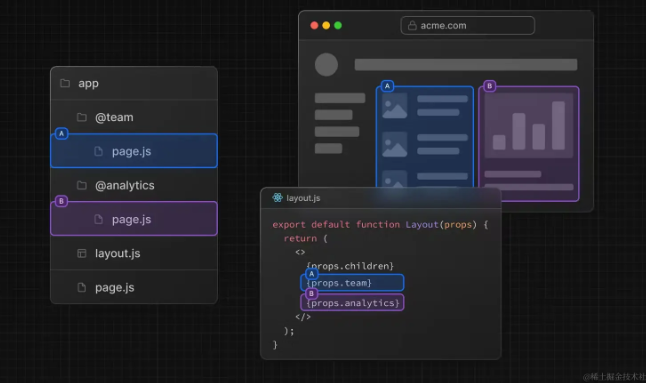 app
@team
A
page.js
@analytics
B
page.js
layout.js
page.js
acme.com
A
B
layout.js
export default function Layout(props) {
return (
<>
{props.children}
A
{props.team}
B
{props.analytics}
</>
);
}
@稀土掘金技术社